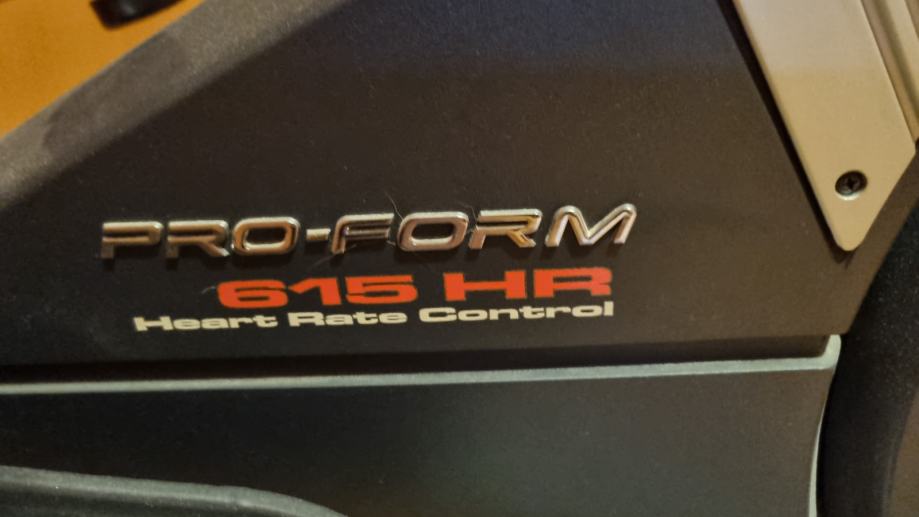 PRO-FORM
615 HR
Heart Rate Control